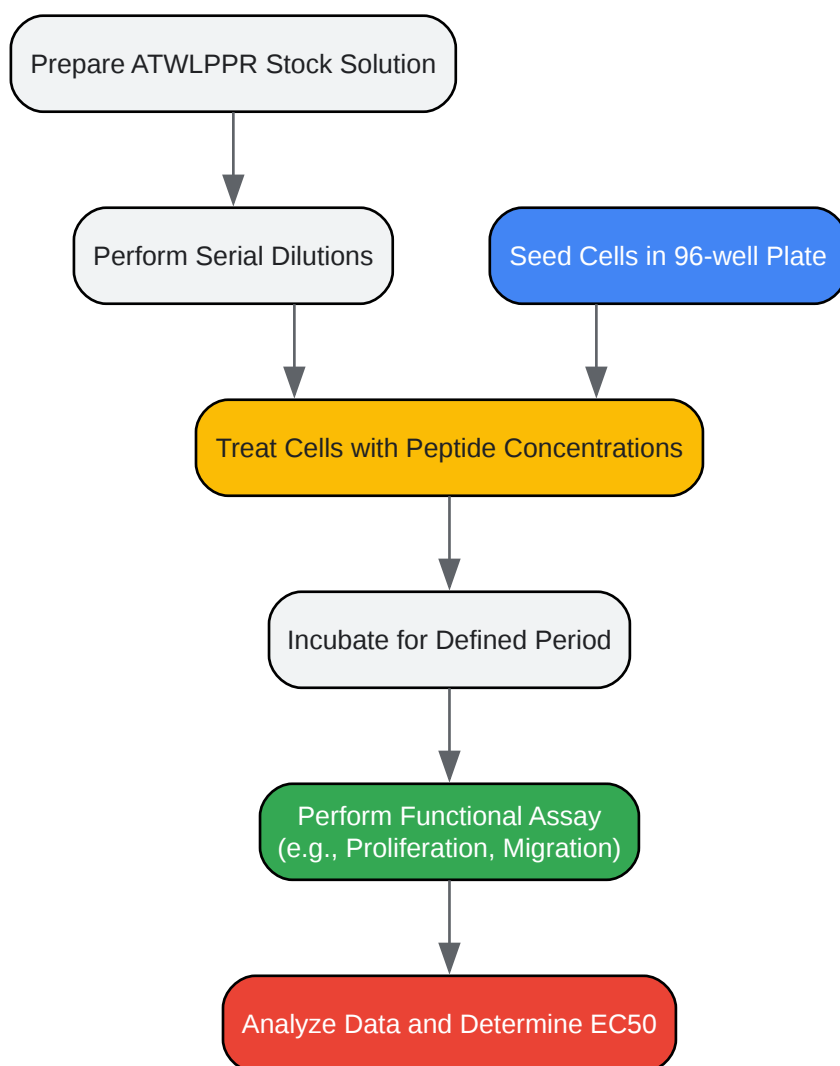 Prepare ATWLPPR Stock Solution
Perform Serial Dilutions
Seed Cells in 96-well Plate
Treat Cells with Peptide Concentrations
Incubate for Defined Period
Perform Functional Assay
(e.g., Proliferation, Migration)
Analyze Data and Determine EC50